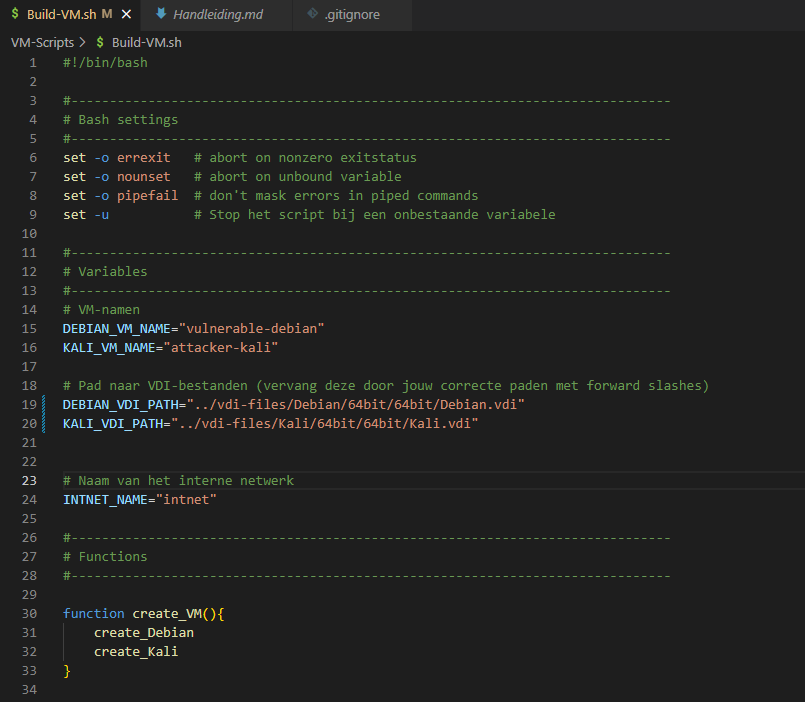 $ Build-VM.sh M × Handleiding.md .gitignore
VM-Scripts > $ Build-VM.sh
1 #!/bin/bash
2
3 #------------------------------------------------------------------------------
4 # Bash settings
5 #------------------------------------------------------------------------------
6 set -o errexit   # abort on nonzero exitstatus
7 set -o nounset   # abort on unbound variable
8 set -o pipefail  # don't mask errors in piped commands
9 set -u           # Stop het script bij een onbestaande variabele
10
11 #------------------------------------------------------------------------------
12 # Variables
13 #------------------------------------------------------------------------------
14 # VM-namen
15 DEBIAN_VM_NAME="vulnerable-debian"
16 KALI_VM_NAME="attacker-kali"
17
18 # Pad naar VDI-bestanden (vervang deze door jouw correcte paden met forward slashes)
19 DEBIAN_VDI_PATH="../vdi-files/Debian/64bit/64bit/Debian.vdi"
20 KALI_VDI_PATH="../vdi-files/Kali/64bit/64bit/Kali.vdi"
21
22
23 # Naam van het interne netwerk
24 INTNET_NAME="intnet"
25
26 #------------------------------------------------------------------------------
27 # Functions
28 #------------------------------------------------------------------------------
29
30 function create_VM(){
31     create_Debian
32     create_Kali
33 }
34